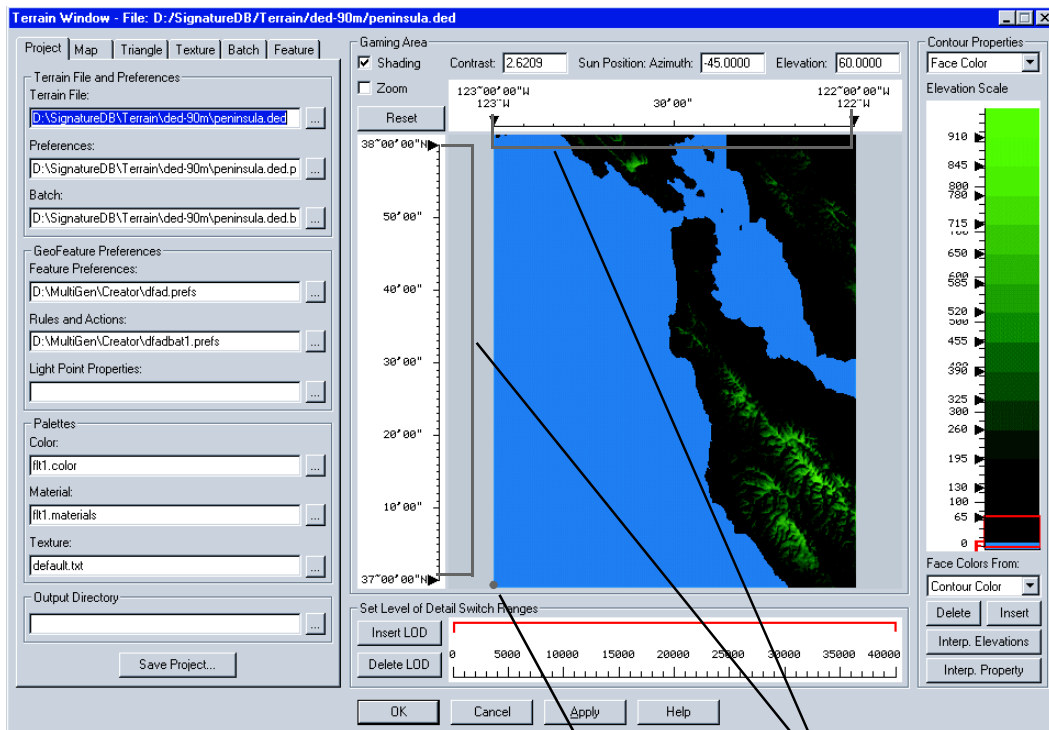 Terrain Window - File: D:/SignatureDB/Terrain/ded-90m/peninsula.ded
Project Map Triangle Texture Batch Feature
Terrain File and Preferences
Terrain File:
D:\SignatureDB\Terrain\ded-90m\peninsula.ded ...
Preferences:
D:\SignatureDB\Terrain\ded-90m\peninsula.ded.p ...
Batch:
D:\SignatureDB\Terrain\ded-90m\peninsula.ded.b ...
GeoFeature Preferences
Feature Preferences:
D:\MultiGen\Creator\dfad.prefs ...
Rules and Actions:
D:\MultiGen\Creator\dfadbat1.prefs ...
Light Point Properties:
...
Palettes
Color:
flt1.color ...
Material:
flt1.materials ...
Texture:
default.txt ...
Output Directory
...
Save Project...
Gaming Area
Shading Contrast: 2.6209 Sun Position: Azimuth: -45.0000 Elevation: 60.0000
Zoom
Reset
123~00'00"W 122~00'00"W
123~W 30'00" 122~W
38~00'00"N
50'00"
40'00"
30'00"
20'00"
10'00"
37~00'00"N
Set Level of Detail Switch Ranges
Insert LOD
Delete LOD
0 5000 10000 15000 20000 25000 30000 35000 40000
OK Cancel Apply Help
Contour Properties
Face Color
Elevation Scale
910
845
800
780
715
650
600
585
520
500
455
400
390
325
300
260
195
130
100
65
0
Face Colors From:
Contour Color
Delete Insert
Interp. Elevations
Interp. Property